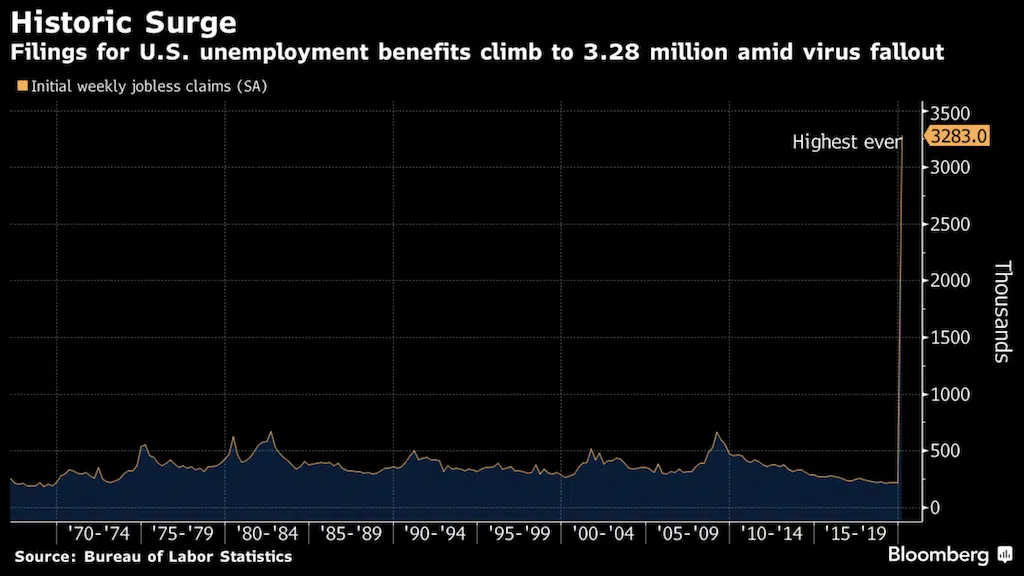 Historic Surge
Filings for U.S. unemployment benefits climb to 3.28 million amid virus fallout
Initial weekly jobless claims (SA)
3500
Highest ever
3283.0
3000
2500
2000
1500
1000
500
0
Thousands
'70-'74 '75-'79 '80-'84 '85-'89 '90-'94 '95-'99 '00-'04 '05-'09 '10-'14 '15-'19
Source: Bureau of Labor Statistics
Bloomberg